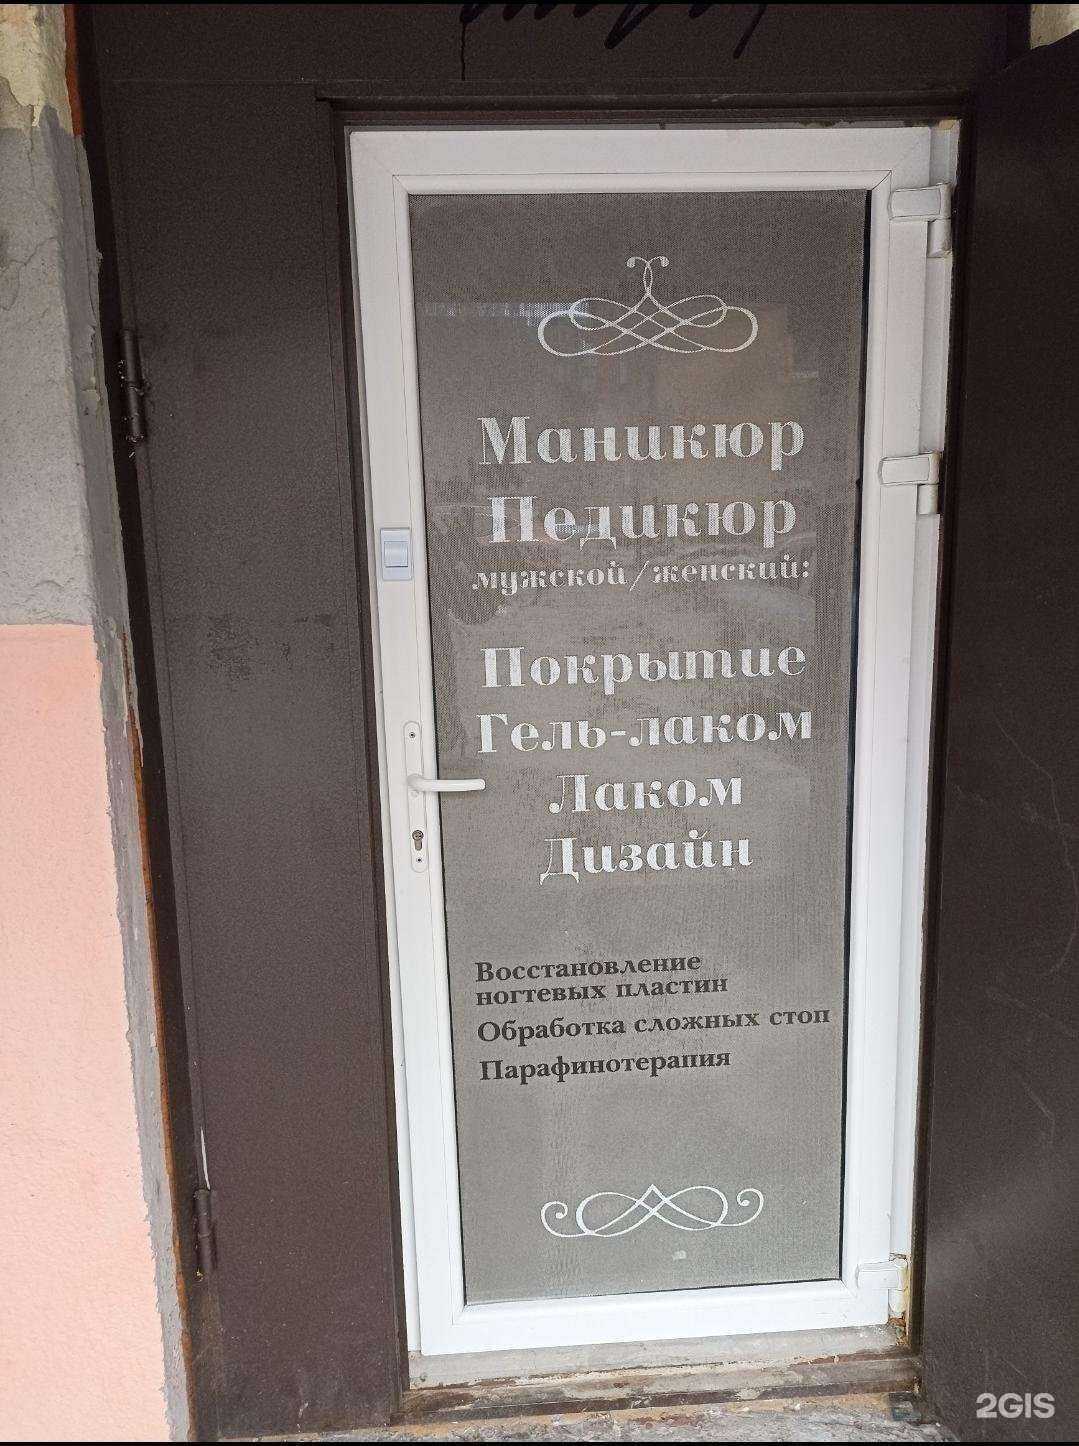 Маникюр
Педикюр
мужской/женский:
Покрытие
Гель-лаком
Лаком
Дизайн
Восстановление
ногтевых пластин
Обработка сложных стоп
Парафинотерапия
2GIS